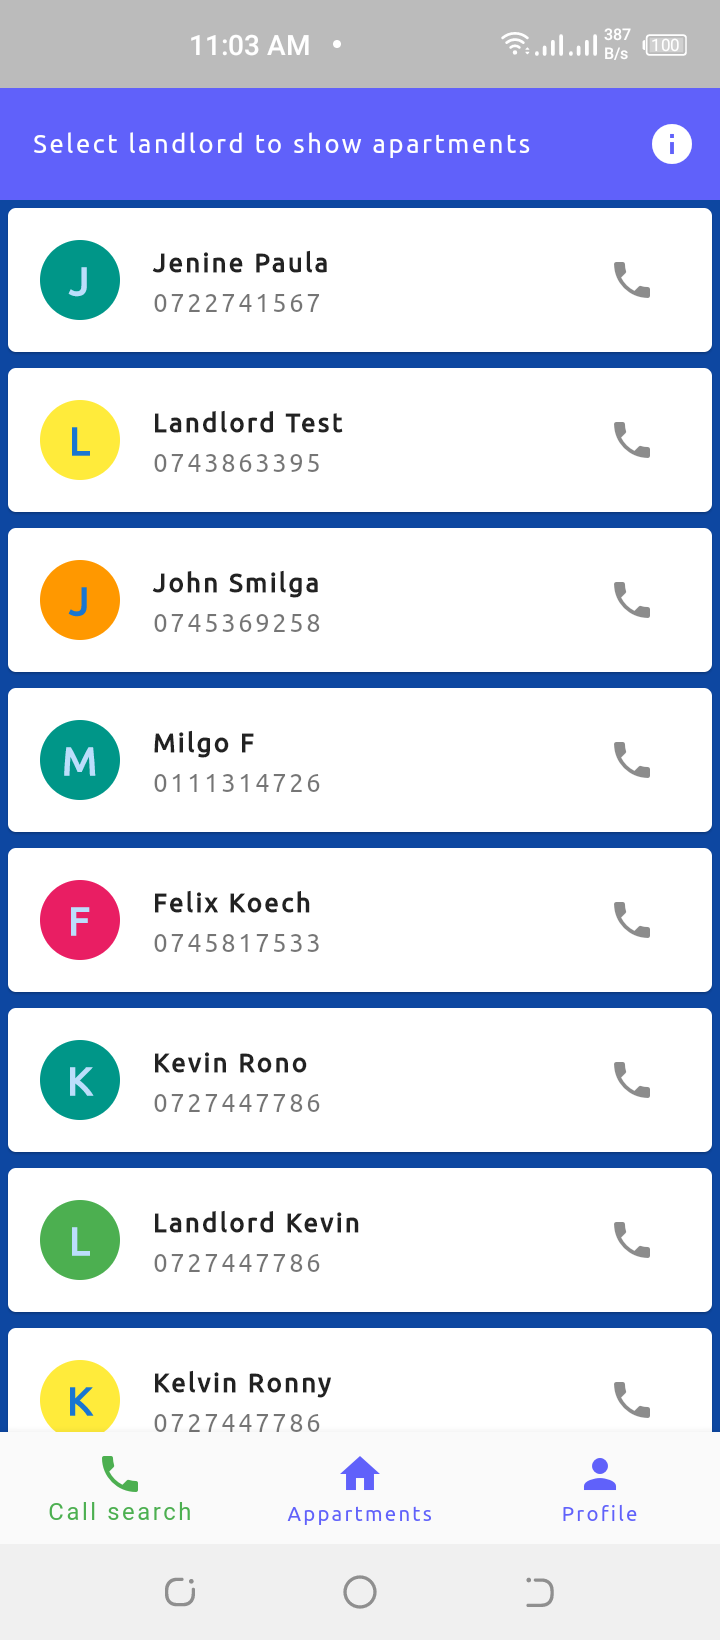 11:03 AM
387
B/s
100
Select landlord to show apartments
J
Jenine Paula
0722741567
L
Landlord Test
0743863395
J
John Smilga
0745369258
M
Milgo F
0111314726
F
Felix Koech
0745817533
K
Kevin Rono
0727447786
L
Landlord Kevin
0727447786
K
Kelvin Ronny
0727447786
Call search
Appartments
Profile